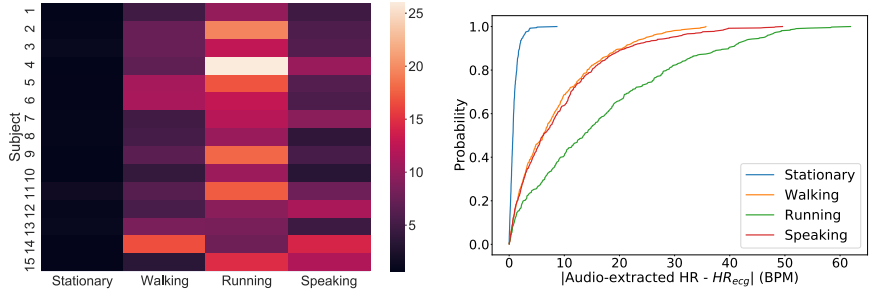 Subject
1
2
3
4
5
6
7
8
9
10
11
12
13
14
15
Stationary Walking Running Speaking
25
20
15
10
5
Probability
1.0
0.8
0.6
0.4
0.2
0.0
0 10 20 30 40 50 60
|Audio-extracted HR - HR_ecg| (BPM)
Stationary
Walking
Running
Speaking